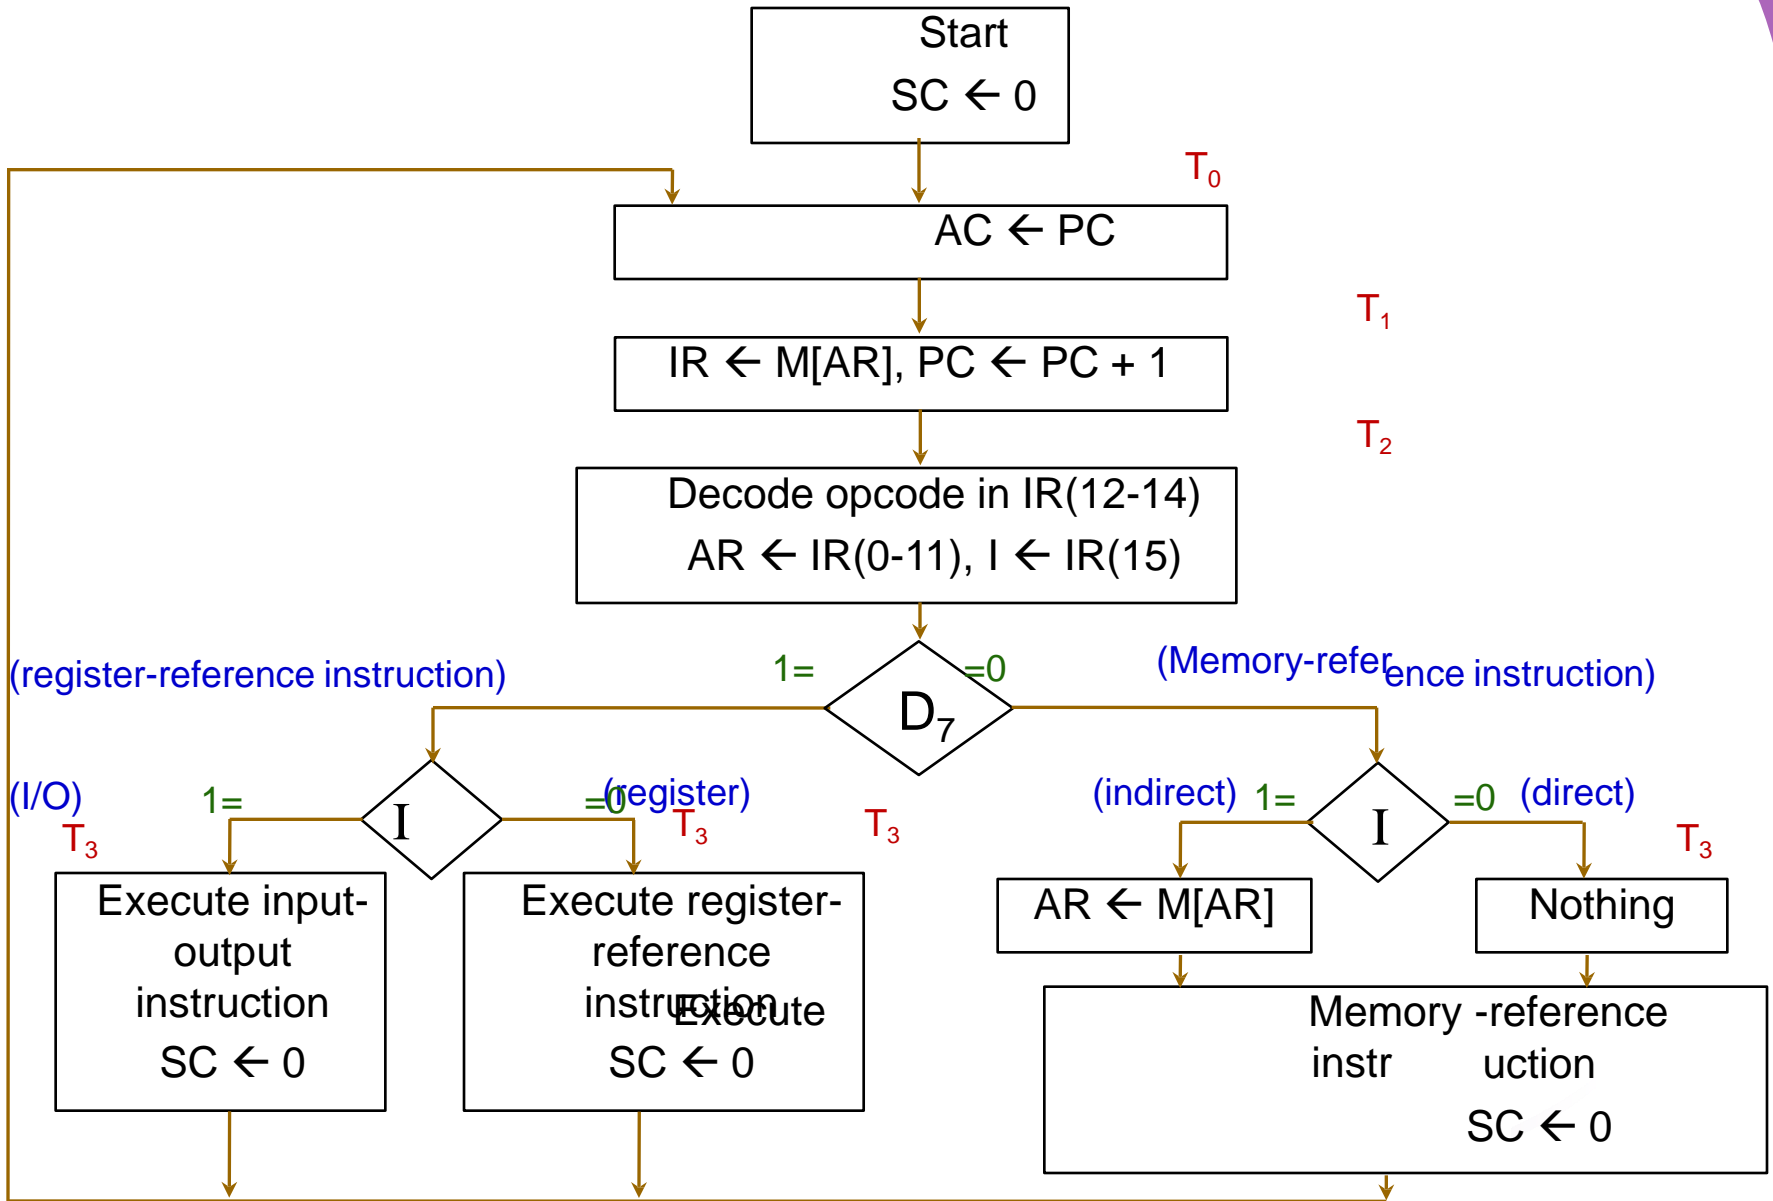 Start
SC ← 0
T₀
AC ← PC
T₁
IR ← M[AR], PC ← PC + 1
T₂
Decode opcode in IR(12-14)
AR ← IR(0-11), I ← IR(15)
(register-reference instruction)
1=
=0
(Memory-reference instruction)
D₇
(I/O)
1=
=0
(register)
(indirect)
1=
=0
(direct)
I
I
T₃
T₃
T₃
T₃
Execute input-
output
instruction
SC ← 0
Execute register-
reference
instruction
SC ← 0
Execute
AR ← M[AR]
Nothing
Memory -reference
instr uction
SC ← 0